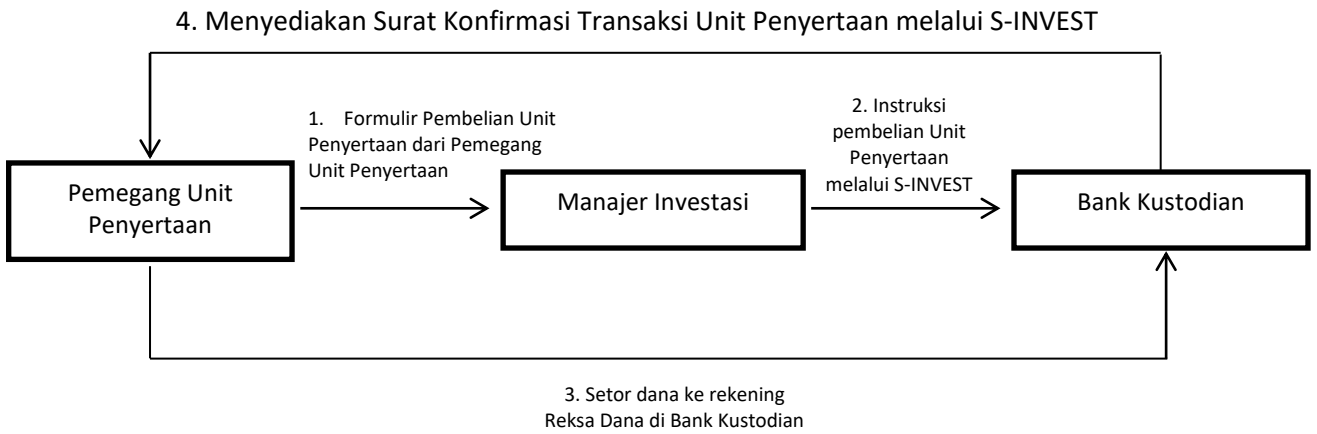 4. Menyediakan Surat Konfirmasi Transaksi Unit Penyertaan melalui S-INVEST
1. Formulir Pembelian Unit
Penyertaan dari Pemegang
Unit Penyertaan
2. Instruksi
pembelian Unit
Penyertaan
melalui S-INVEST
Pemegang Unit
Penyertaan
Manajer Investasi
Bank Kustodian
3. Setor dana ke rekening
Reksa Dana di Bank Kustodian